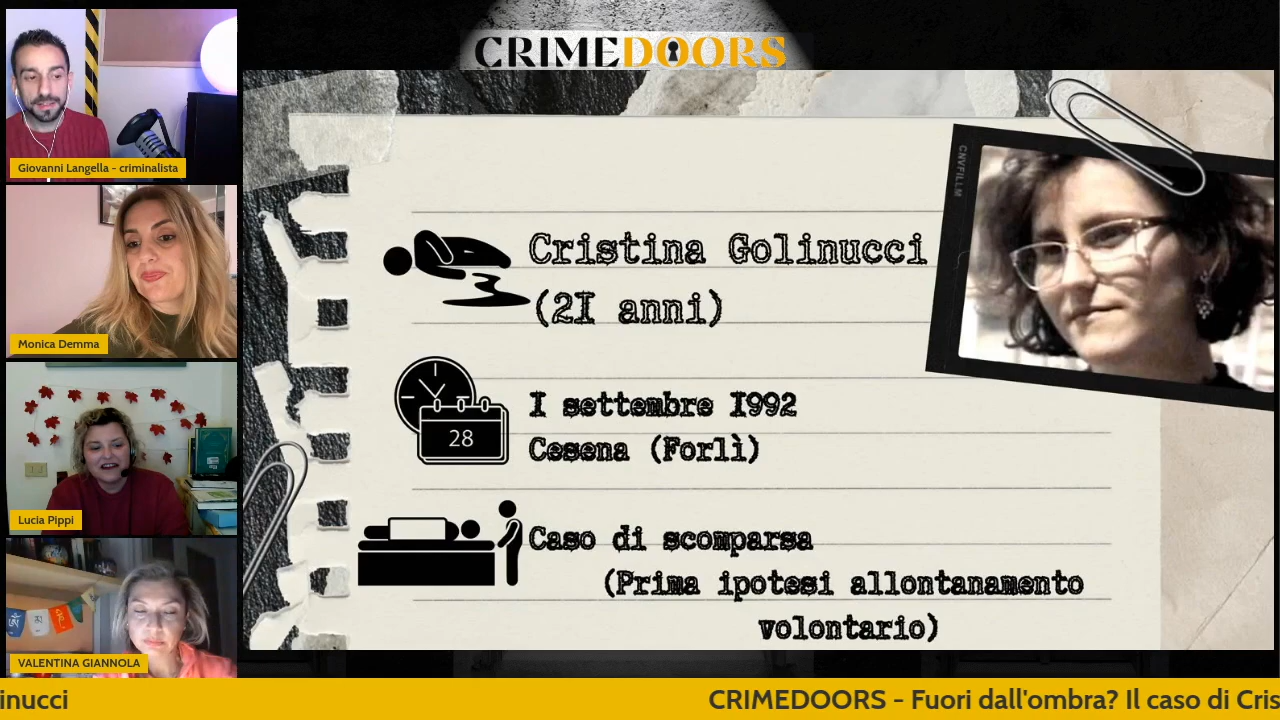 CRIMEDOORS
Giovanni Langella - criminalista
Monica Demma
Lucia Pippi
VALENTINA GIANNOLA
CNVFILLM
Cristina Golinucci
(2I anni)
I settembre I992
28
Cesena (Forlì)
Caso di scomparsa
(Prima ipotesi allontanamento
volontario)
inucci
CRIMEDOORS - Fuori dall'ombra? Il caso di Cris